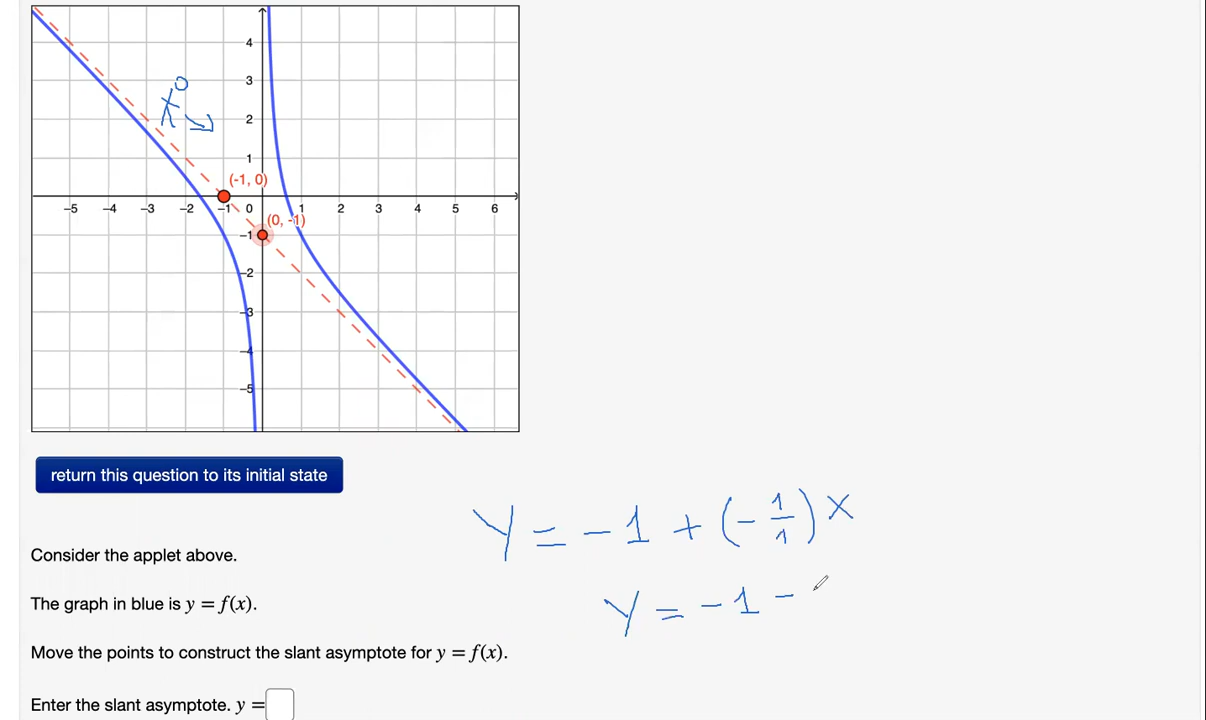 4
3
2
1
(-1, 0)
-5 -4 -3 -2 -1 0 1 2 3 4 5 6
(0, -1)
-1
-2
-3
-4
-5
return this question to its initial state
Y = -1 + (- 1/1) X
Consider the applet above.
Y = -1 -
The graph in blue is y = f(x).
Move the points to construct the slant asymptote for y = f(x).
Enter the slant asymptote. y =